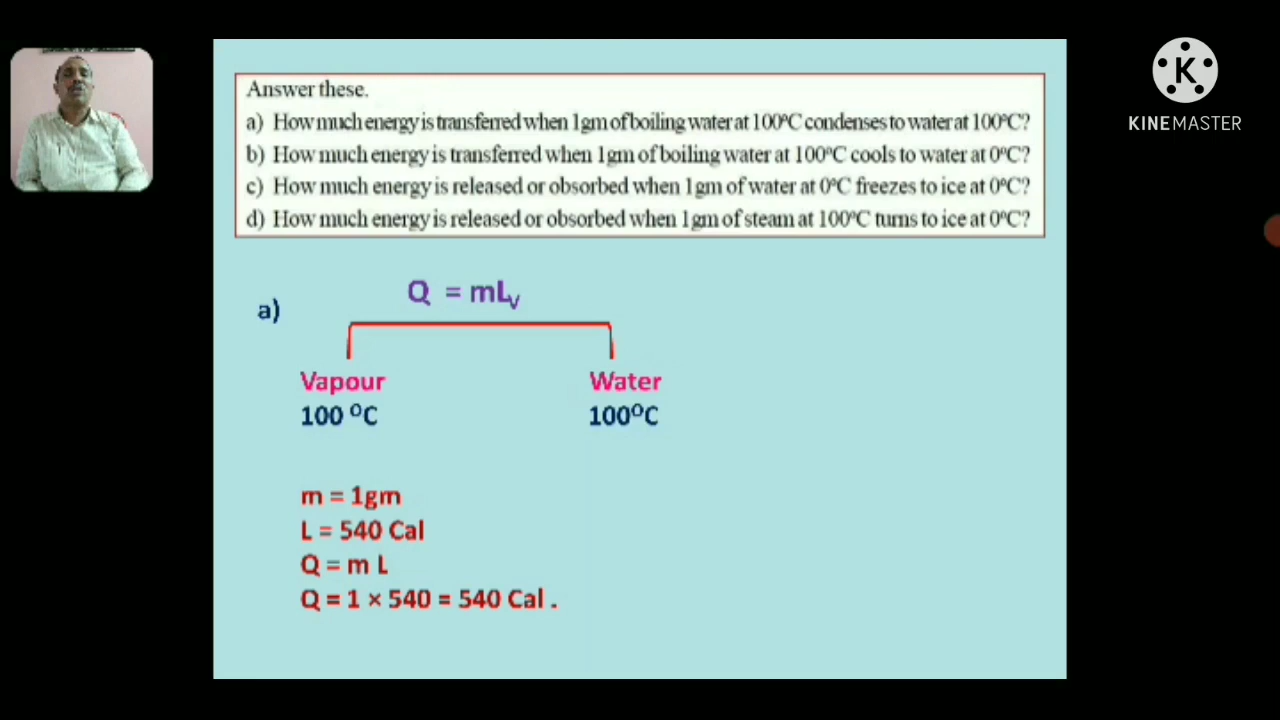 Answer these.
a) How much energy is transferred when 1gm of boiling water at 100°C condenses to water at 100°C?
b) How much energy is transferred when 1gm of boiling water at 100°C cools to water at 0°C?
c) How much energy is released or obsorbed when 1gm of water at 0°C freezes to ice at 0°C?
d) How much energy is released or obsorbed when 1gm of steam at 100°C turns to ice at 0°C?
a)
Q = mLᵥ
Vapour Water
100 ᴼC 100ᴼC
m = 1gm
L = 540 Cal
Q = m L
Q = 1 × 540 = 540 Cal .
K
KINEMASTER